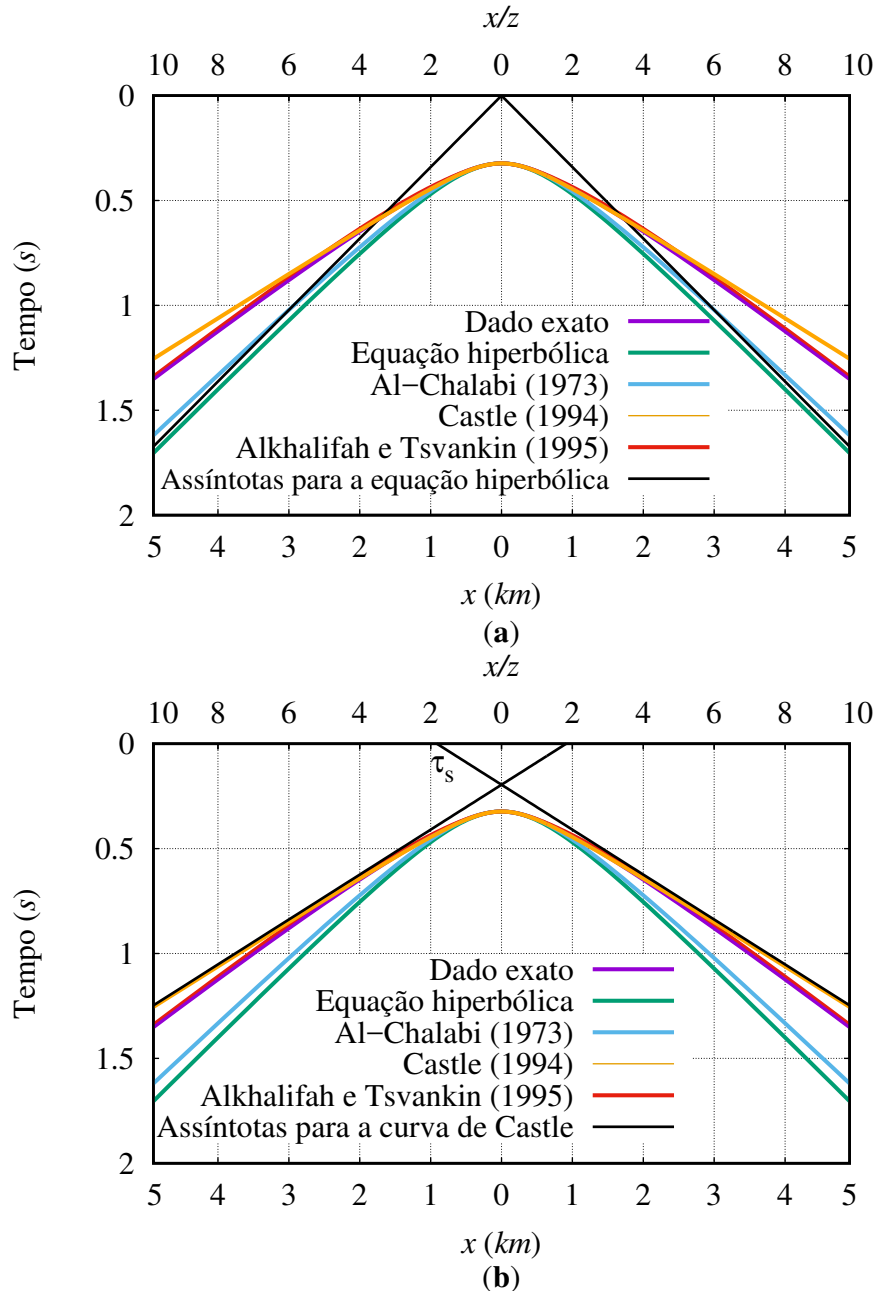 x/z
10 8 6 4 2 0 2 4 6 8 10
0
0.5
1
1.5
2
Tempo (s)
Dado exato
Equação hiperbólica
Al−Chalabi (1973)
Castle (1994)
Alkhalifah e Tsvankin (1995)
Assíntotas para a equação hiperbólica
5 4 3 2 1 0 1 2 3 4 5
x (km)
(a)
x/z
10 8 6 4 2 0 2 4 6 8 10
0
τs
0.5
1
1.5
2
Tempo (s)
Dado exato
Equação hiperbólica
Al−Chalabi (1973)
Castle (1994)
Alkhalifah e Tsvankin (1995)
Assíntotas para a curva de Castle
5 4 3 2 1 0 1 2 3 4 5
x (km)
(b)